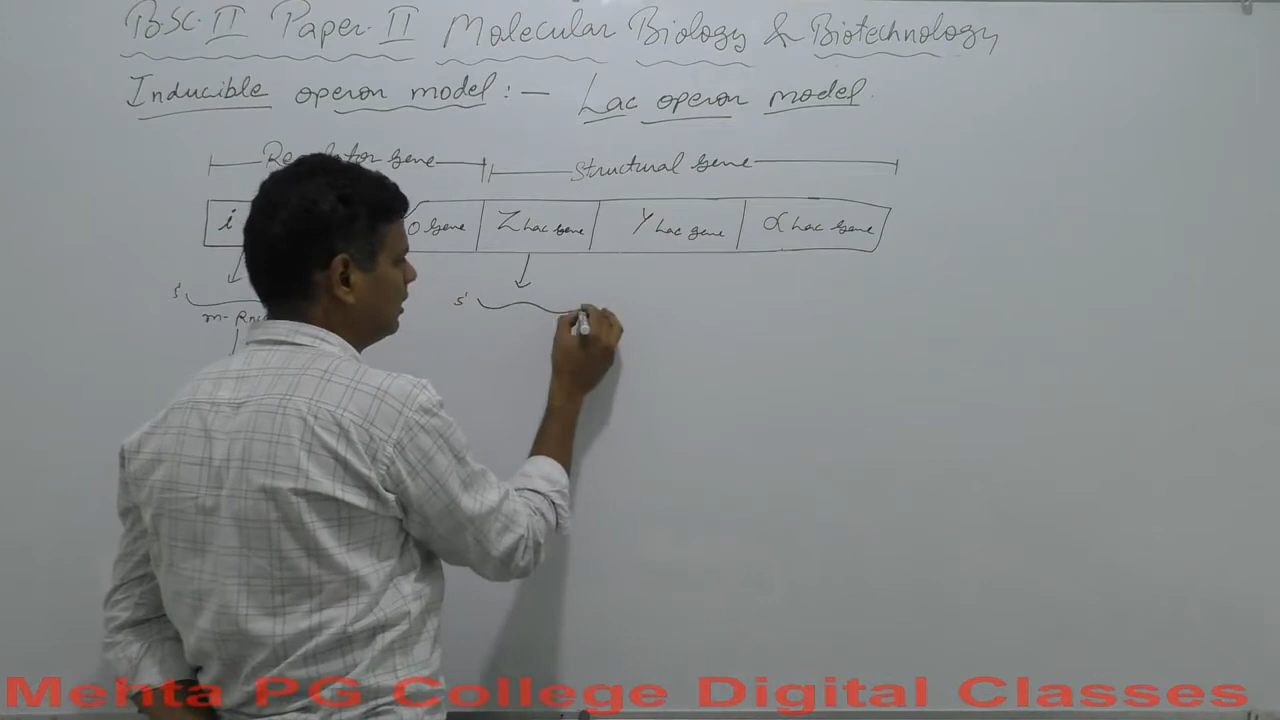 B.Sc. II Paper. II Molecular Biology & Biotechnology
Inducible operon model :- Lac operon model.
Regulator Gene Structural Gene
i O Gene Z Lac Gene Y Lac Gene α Lac Gene
5' 5'
m-Rna
Mehta PG College Digital Classes